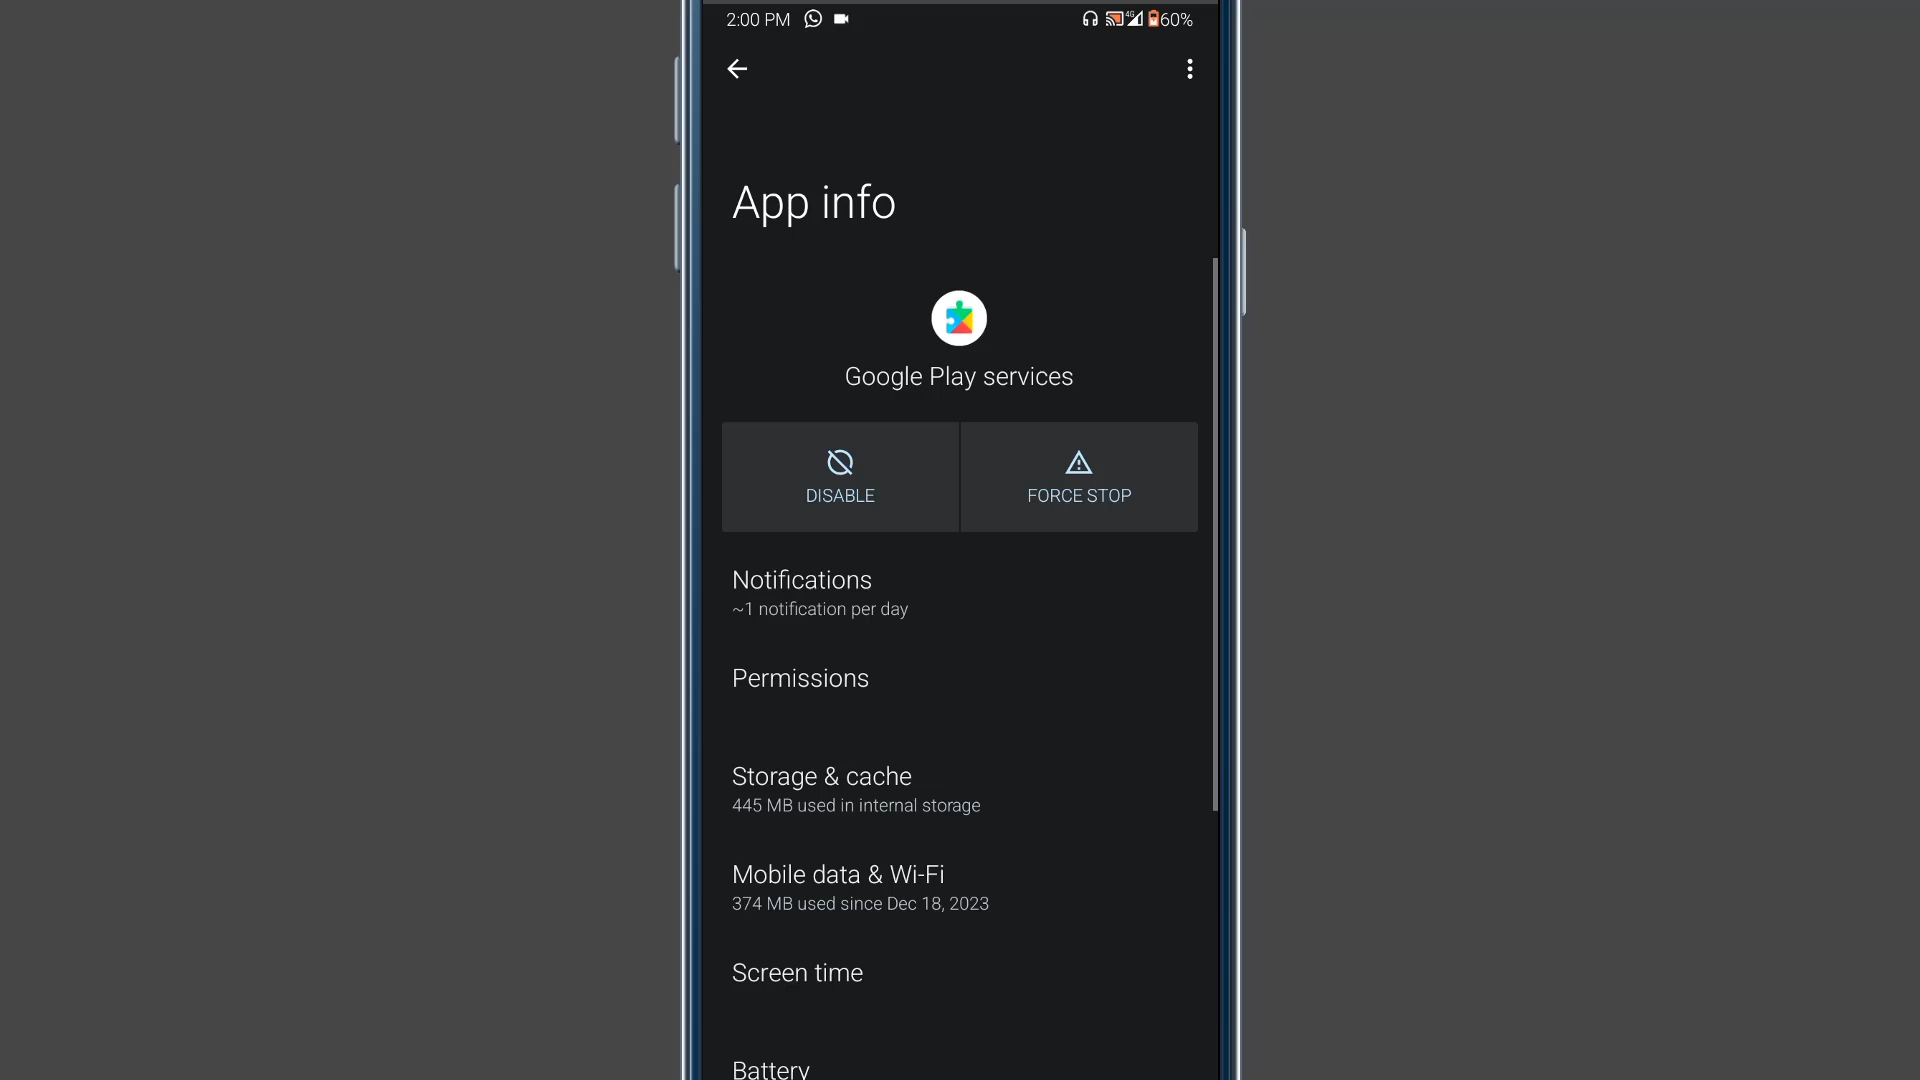 2:00 PM 4G 60%
App info
Google Play services
DISABLE FORCE STOP
Notifications
~1 notification per day
Permissions
Storage & cache
445 MB used in internal storage
Mobile data & Wi-Fi
374 MB used since Dec 18, 2023
Screen time
Battery